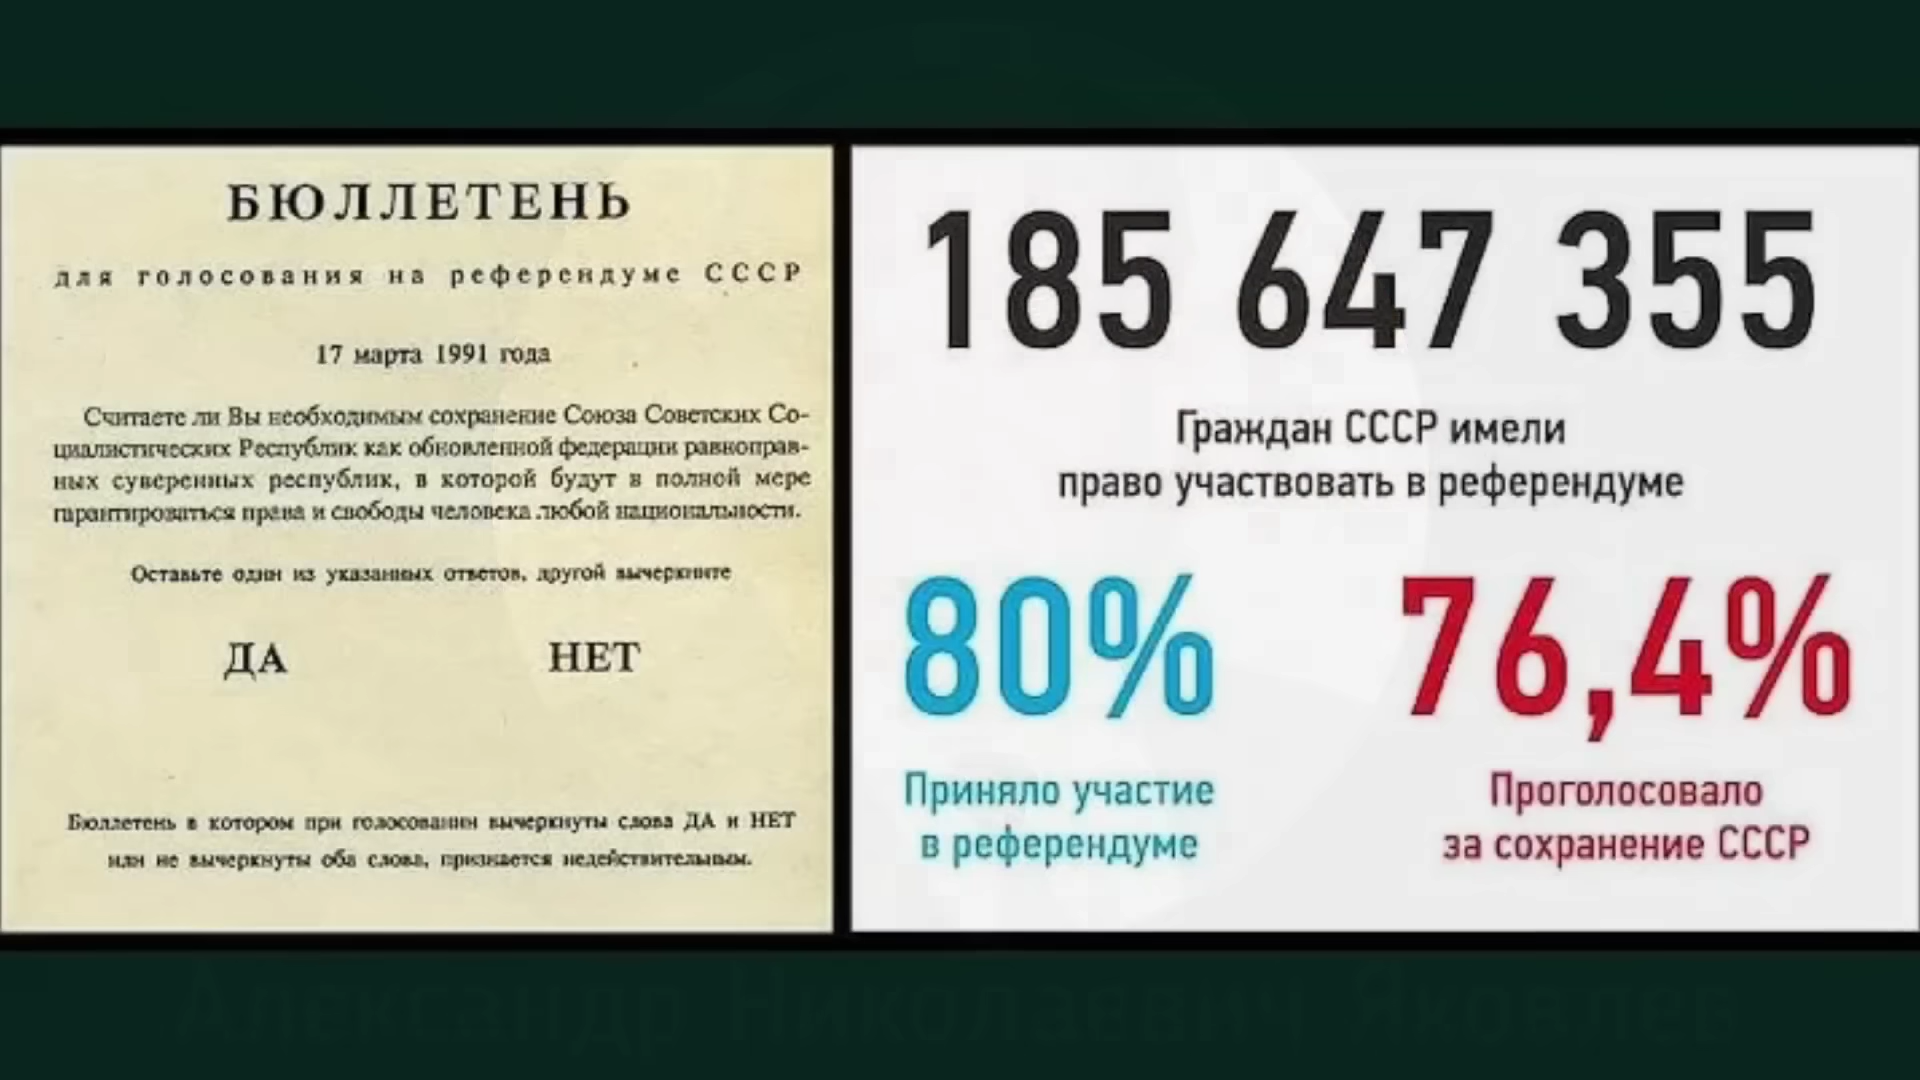 БЮЛЛЕТЕНЬ
для голосования на референдуме СССР
17 марта 1991 года
Считаете ли Вы необходимым сохранение Союза Советских Со-
циалистических Республик как обновленной федерации равноправ-
ных суверенных республик, в которой будут в полной мере
гарантироваться права и свободы человека любой национальности.
Оставьте один из указанных ответов, другой вычеркните
ДА НЕТ
Бюллетень в котором при голосовании вычеркнуты слова ДА и НЕТ
или не вычеркнуты оба слова, признается недействительным.
185 647 355
Граждан СССР имели
право участвовать в референдуме
80%
Приняло участие
в референдуме
76,4%
Проголосовало
за сохранение СССР
Александр Николаевич Яковлев